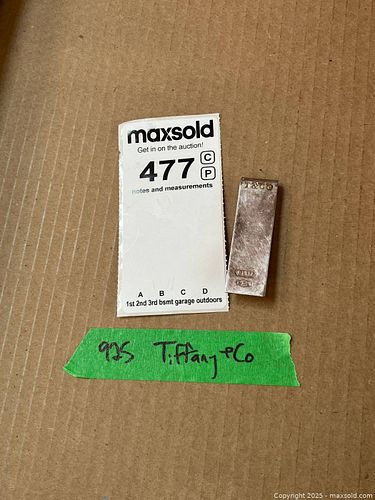 maxsold
Get in on the auction!
477 C
P
notes and measurements
A B C D
1st 2nd 3rd bsmt garage outdoors
T&CO
925 Tiffany &Co
Copyright © 2025 - maxsold.com